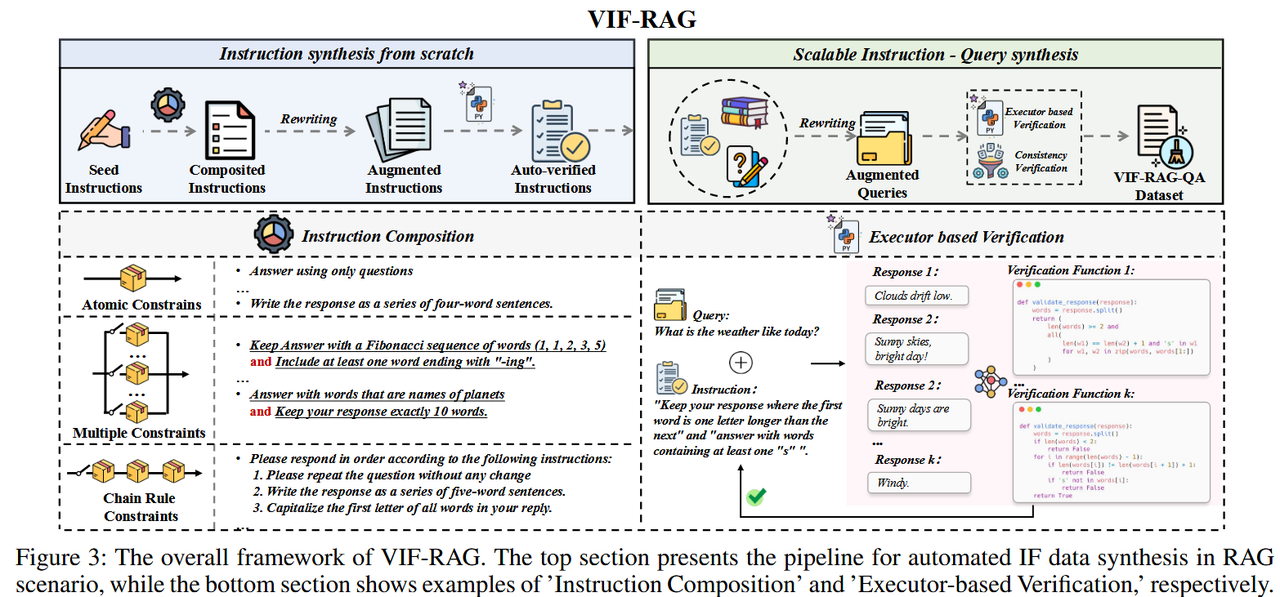 VIF-RAG
Instruction synthesis from scratch
Seed
Instructions
Composited
Instructions
Rewriting
Augmented
Instructions
PY
Auto-verified
Instructions
Scalable Instruction - Query synthesis
Rewriting
Augmented
Queries
PY
Executor based
Verification
Consistency
Verification
VIF-RAG-QA
Dataset
Instruction Composition
Atomic Constrains
• Answer using only questions
...
• Write the response as a series of four-word sentences.
...
...
Multiple Constraints
• Keep Answer with a Fibonacci sequence of words (1, 1, 2, 3, 5)
and Include at least one word ending with "-ing".
...
• Answer with words that are names of planets
and Keep your response exactly 10 words.
Chain Rule
Constraints
• Please respond in order according to the following instructions:
1. Please repeat the question without any change
2. Write the response as a series of five-word sentences.
3. Capitalize the first letter of all words in your reply.
...
PY
Executor based Verification
Query:
What is the weather like today?
Instruction:
"Keep your response where the first
word is one letter longer than the
next" and "answer with words
containing at least one "s" ".
Response 1:
Clouds drift low.
Response 2:
Sunny skies,
bright day!
Response 2:
Sunny days are
bright.
...
Response k:
Windy.
Verification Function 1:
def validate_response(response):
words = response.split()
return (
len(words) >= 2 and
all(
len(w1) == len(w2) + 1 and 's' in w1
for w1, w2 in zip(words, words[1:])
)
...
Verification Function k:
def validate_response(response):
words = response.split()
if len(words) < 2:
return False
for i in range(len(words) - 1):
if len(words[i]) != len(words[i + 1]) + 1:
return False
if 's' not in words[i]:
return False
return True
Figure 3: The overall framework of VIF-RAG. The top section presents the pipeline for automated IF data synthesis in RAG
scenario, while the bottom section shows examples of ’Instruction Composition’ and ’Executor-based Verification,’ respectively.